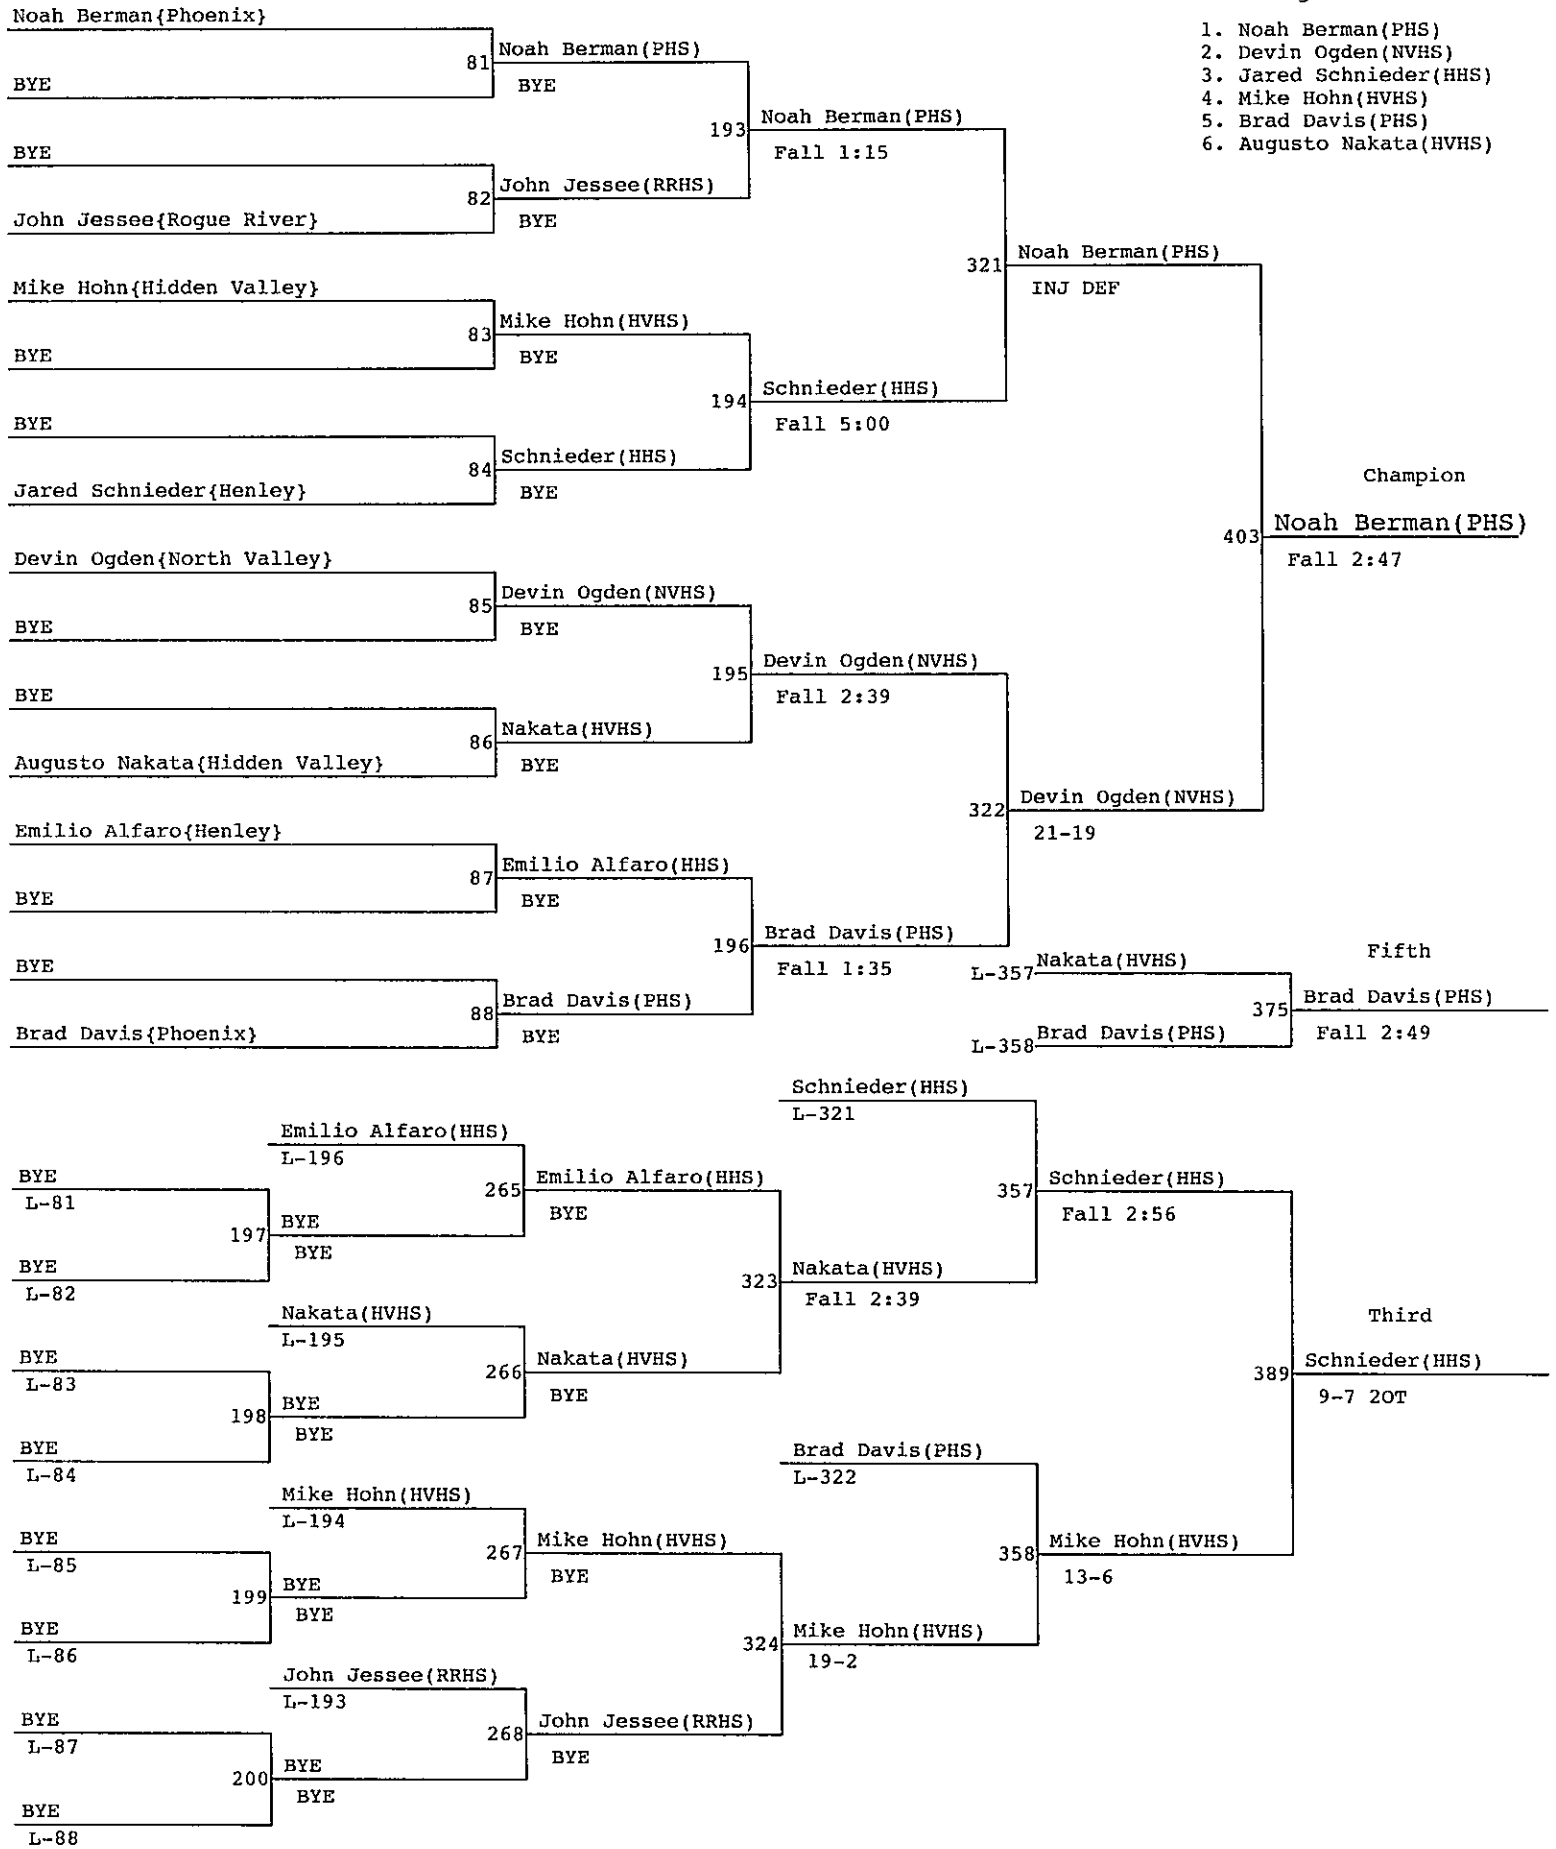 1. Noah Berman(PHS)
2. Devin Ogden(NVHS)
3. Jared Schnieder(HHS)
4. Mike Hohn(HVHS)
5. Brad Davis(PHS)
6. Augusto Nakata(HVHS)
Noah Berman{Phoenix}
BYE
BYE
John Jessee{Rogue River}
Mike Hohn{Hidden Valley}
BYE
BYE
Jared Schnieder{Henley}
Devin Ogden{North Valley}
BYE
BYE
Augusto Nakata{Hidden Valley}
Emilio Alfaro{Henley}
BYE
BYE
Brad Davis{Phoenix}
81 Noah Berman(PHS)
BYE
82 John Jessee(RRHS)
BYE
83 Mike Hohn(HVHS)
BYE
84 Schnieder(HHS)
BYE
85 Devin Ogden(NVHS)
BYE
86 Nakata(HVHS)
BYE
87 Emilio Alfaro(HHS)
BYE
88 Brad Davis(PHS)
BYE
193 Noah Berman(PHS)
Fall 1:15
194 Schnieder(HHS)
Fall 5:00
195 Devin Ogden(NVHS)
Fall 2:39
196 Brad Davis(PHS)
Fall 1:35
321 Noah Berman(PHS)
INJ DEF
322 Devin Ogden(NVHS)
21-19
Champion
403 Noah Berman(PHS)
Fall 2:47
Fifth
L-357 Nakata(HVHS)
L-358 Brad Davis(PHS)
375 Brad Davis(PHS)
Fall 2:49
BYE
L-81
BYE
L-82
BYE
L-83
BYE
L-84
BYE
L-85
BYE
L-86
BYE
L-87
BYE
L-88
Emilio Alfaro(HHS)
L-196
197 BYE
BYE
Nakata(HVHS)
L-195
198 BYE
BYE
Mike Hohn(HVHS)
L-194
199 BYE
BYE
John Jessee(RRHS)
L-193
200 BYE
BYE
265 Emilio Alfaro(HHS)
BYE
266 Nakata(HVHS)
BYE
267 Mike Hohn(HVHS)
BYE
268 John Jessee(RRHS)
BYE
Schnieder(HHS)
L-321
323 Nakata(HVHS)
Fall 2:39
Brad Davis(PHS)
L-322
324 Mike Hohn(HVHS)
19-2
357 Schnieder(HHS)
Fall 2:56
358 Mike Hohn(HVHS)
13-6
Third
389 Schnieder(HHS)
9-7 2OT